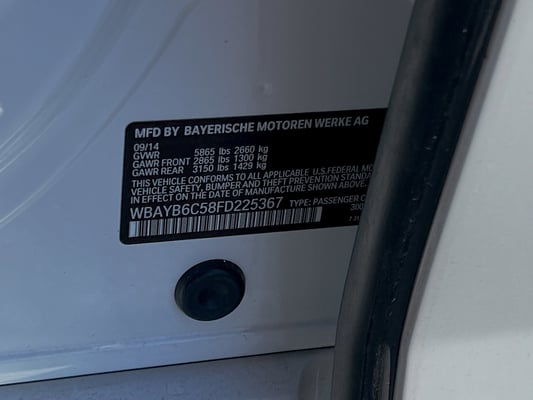 MFD BY BAYERISCHE MOTOREN WERKE AG
09/14
GVWR 5865 lbs 2660 kg
GAWR FRONT 2865 lbs 1300 kg
GAWR REAR 3150 lbs 1429 kg
THIS VEHICLE CONFORMS TO ALL APPLICABLE U.S. FEDERAL
VEHICLE SAFETY, BUMPER AND THEFT PREVENTION
IN EFFECT ON THE DATE OF MANUFACTURE SHOWN ABOVE
WBAYB6C58FD225367 TYPE: PASSENGER
300